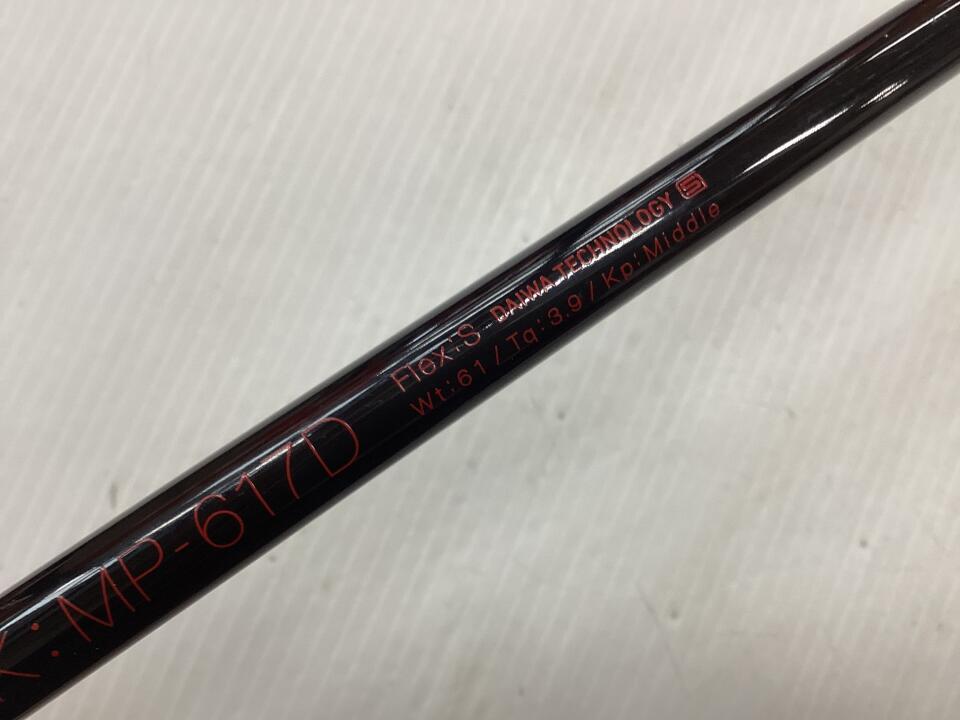 K: MP-617D
Flex:S DAIWA TECHNOLOGY S
Wt:61 / Tq:3.9 / Kp:Middle